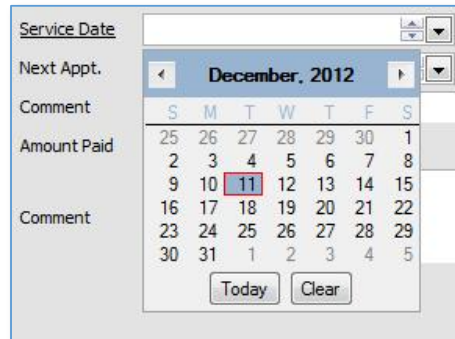 Service Date
Next Appt.
December, 2012
Comment
S M T W T F S
Amount Paid
25 26 27 28 29 30 1
2 3 4 5 6 7 8
9 10 11 12 13 14 15
Comment
16 17 18 19 20 21 22
23 24 25 26 27 28 29
30 31 1 2 3 4 5
Today Clear